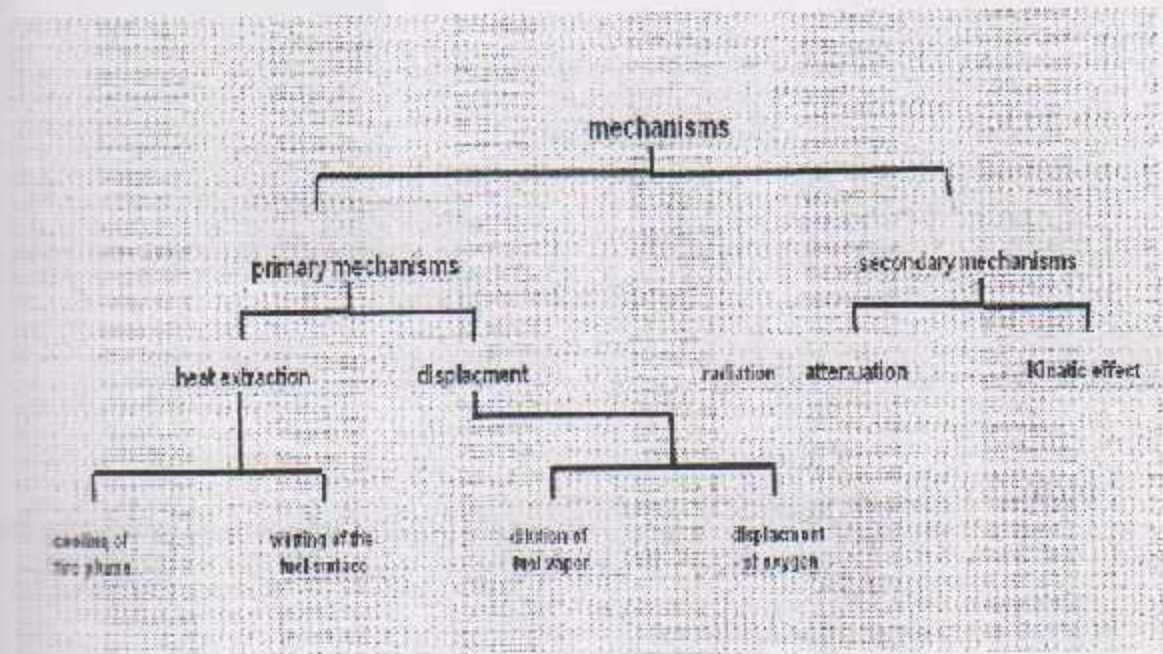 mechanisms
primary mechanisms
secondary mechanisms
heat extraction
displacment
radiation attenuation
Kinatic effect
cooling of
fire plume
wetting of the
fuel surface
dilution of
fuel vapor
displacment
of oxygen